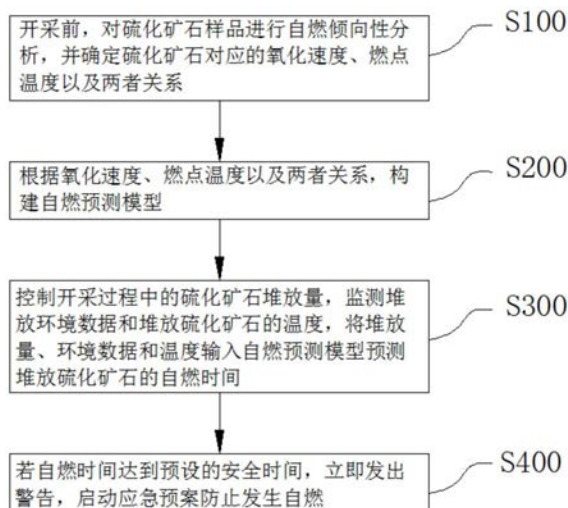 开采前，对硫化矿石样品进行自燃倾向性分
析，并确定硫化矿石对应的氧化速度、燃点
温度以及两者关系
S100
根据氧化速度、燃点温度以及两者关系，构
建自燃预测模型
S200
控制开采过程中的硫化矿石堆放量，监测堆
放环境数据和堆放硫化矿石的温度，将堆放
量、环境数据和温度输入自燃预测模型预测
堆放硫化矿石的自燃时间
S300
若自燃时间达到预设的安全时间，立即发出
警告，启动应急预案防止发生自燃
S400